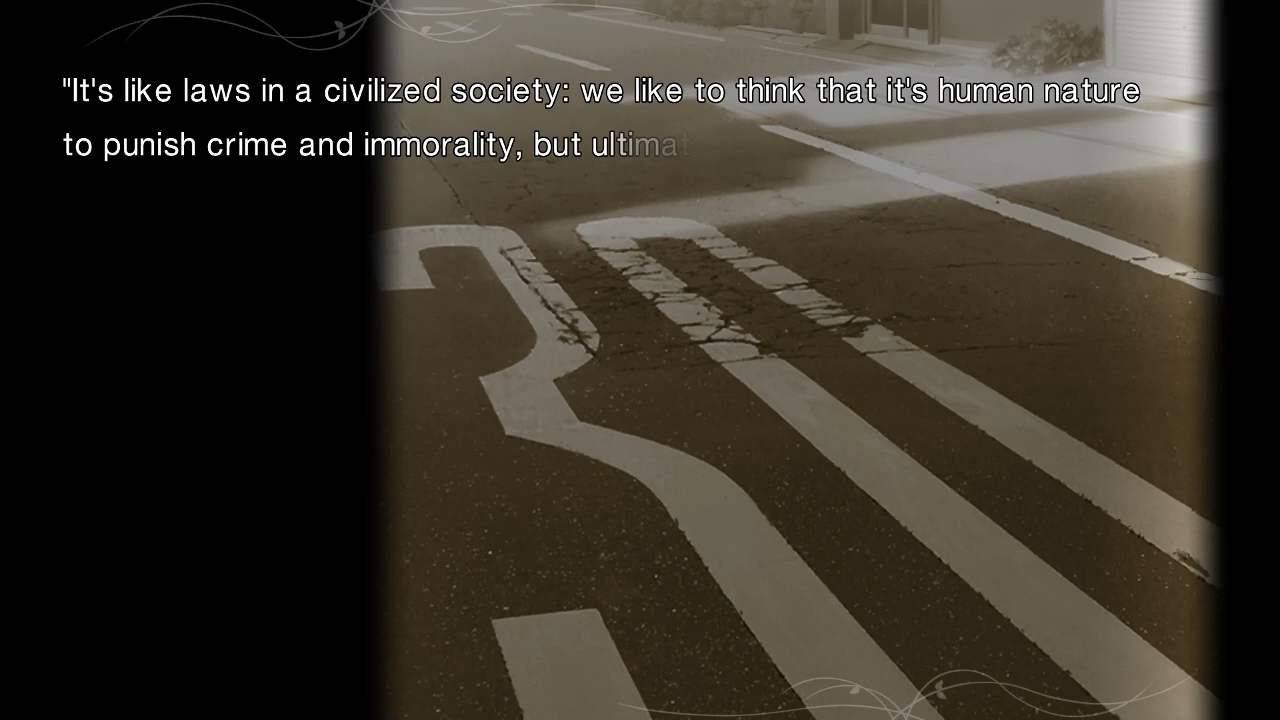 "It's like laws in a civilized society: we like to think that it's human nature
to punish crime and immorality, but ultimat